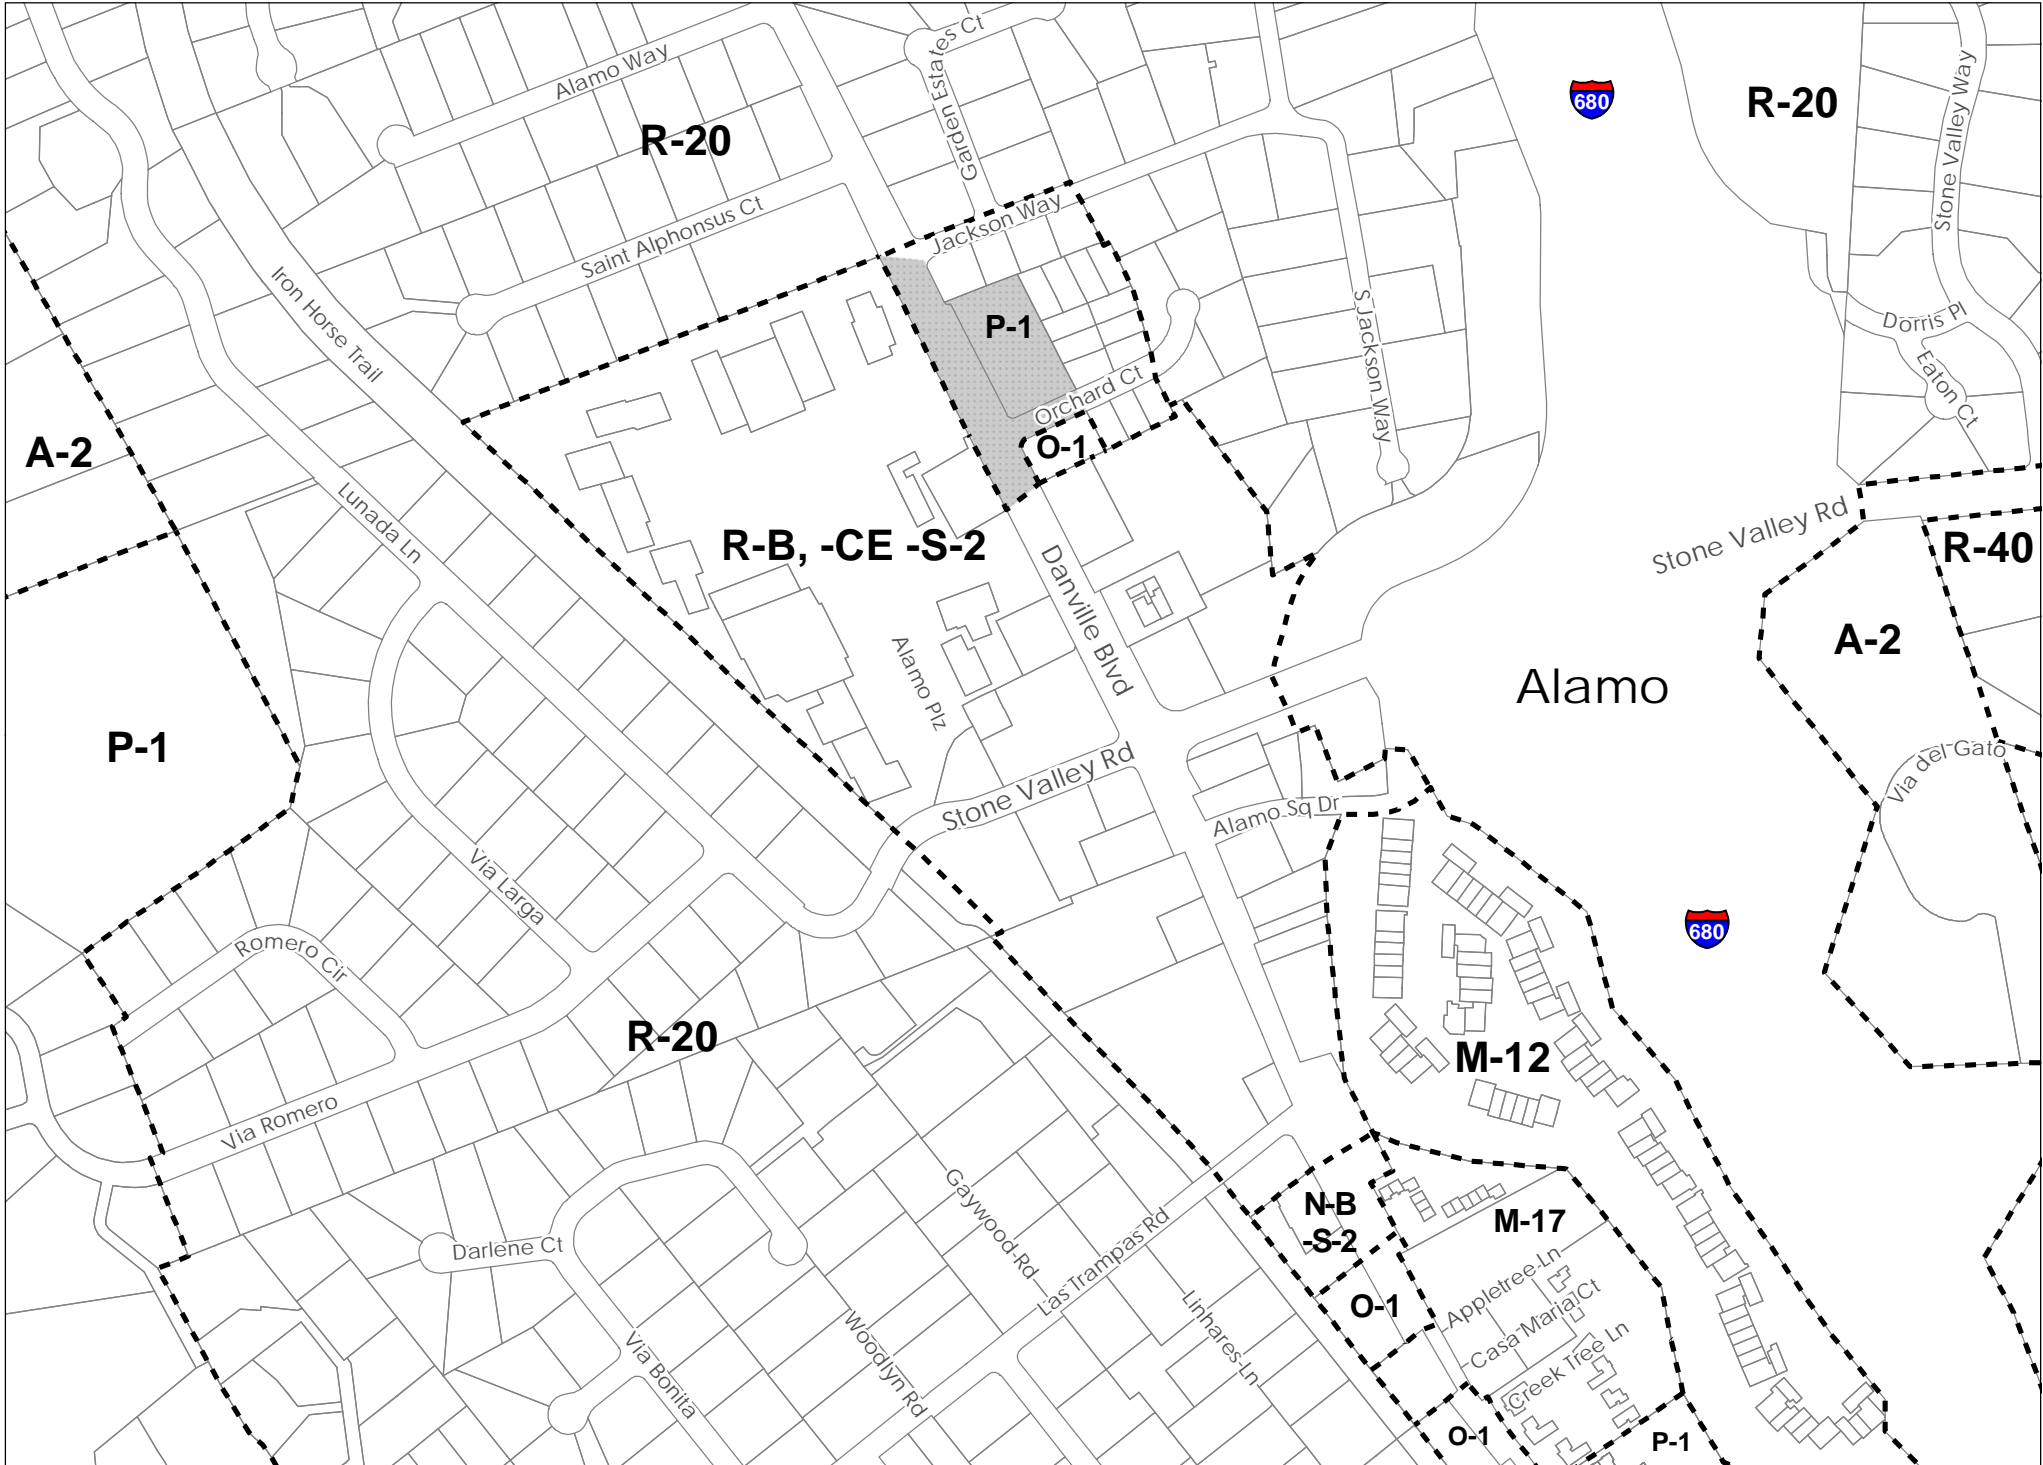 Garden Estates Ct
Alamo Way
680
R-20
Stone Valley Way
R-20
Stone Valley Way
Saint Alphonsus Ct
Jackson Way
Iron Horse Trail
P-1
S Jackson Way
Dorris Pl
Eaton Ct
Orchard Ct
O-1
A-2
Lunada Ln
R-B, -CE -S-2
Stone Valley Rd
R-40
Danville Blvd
A-2
Alamo Plz
Alamo
P-1
Via del Gato
Stone Valley Rd
Alamo Sq Dr
Via Larga
680
Romero Cir
R-20
M-12
Via Romero
N-B
-S-2
M-17
Gaywood Rd
Las Trampas Rd
Darlene Ct
Appletree Ln
O-1
Casa Maria Ct
Linhares Ln
Creek Tree Ln
Woodlyn Rd
Via Bonita
O-1
P-1